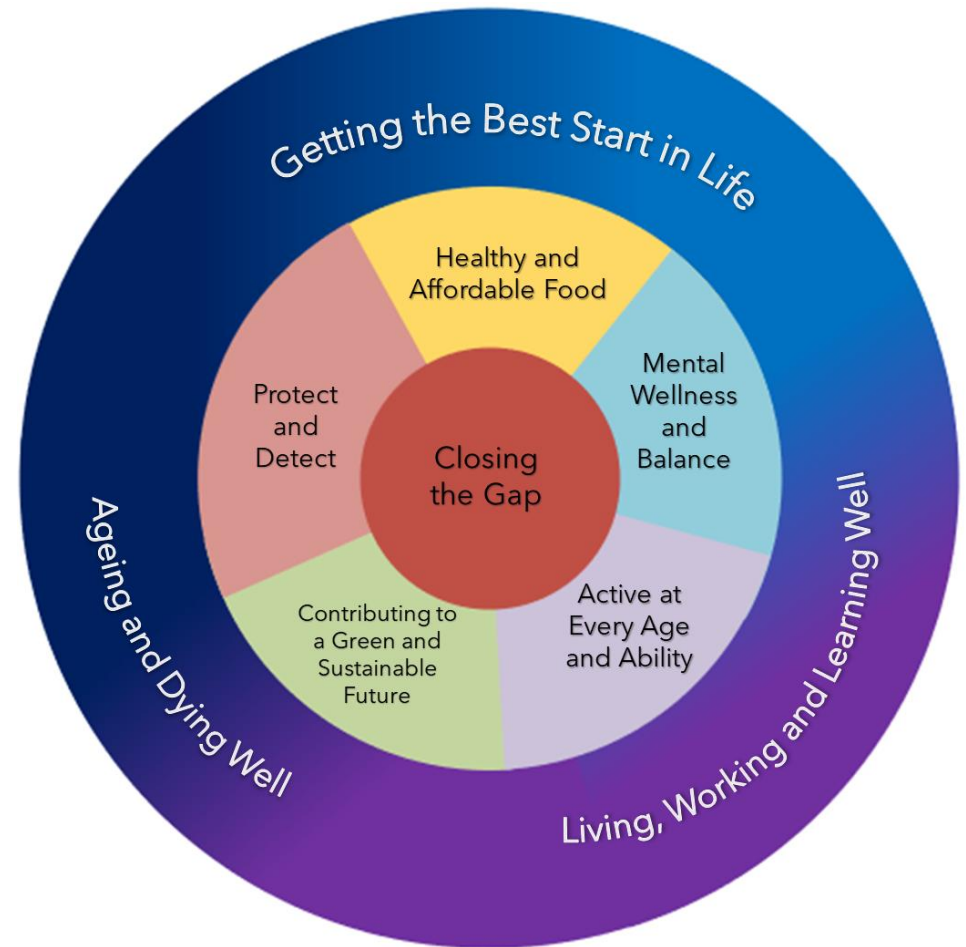 Getting the Best Start in Life
Healthy and
Affordable Food
Mental
Wellness
and
Balance
Protect
and
Detect
Closing
the Gap
Active at
Every Age
and Ability
Contributing to
a Green and
Sustainable
Future
Living, Working and Learning Well
Ageing and Dying Well